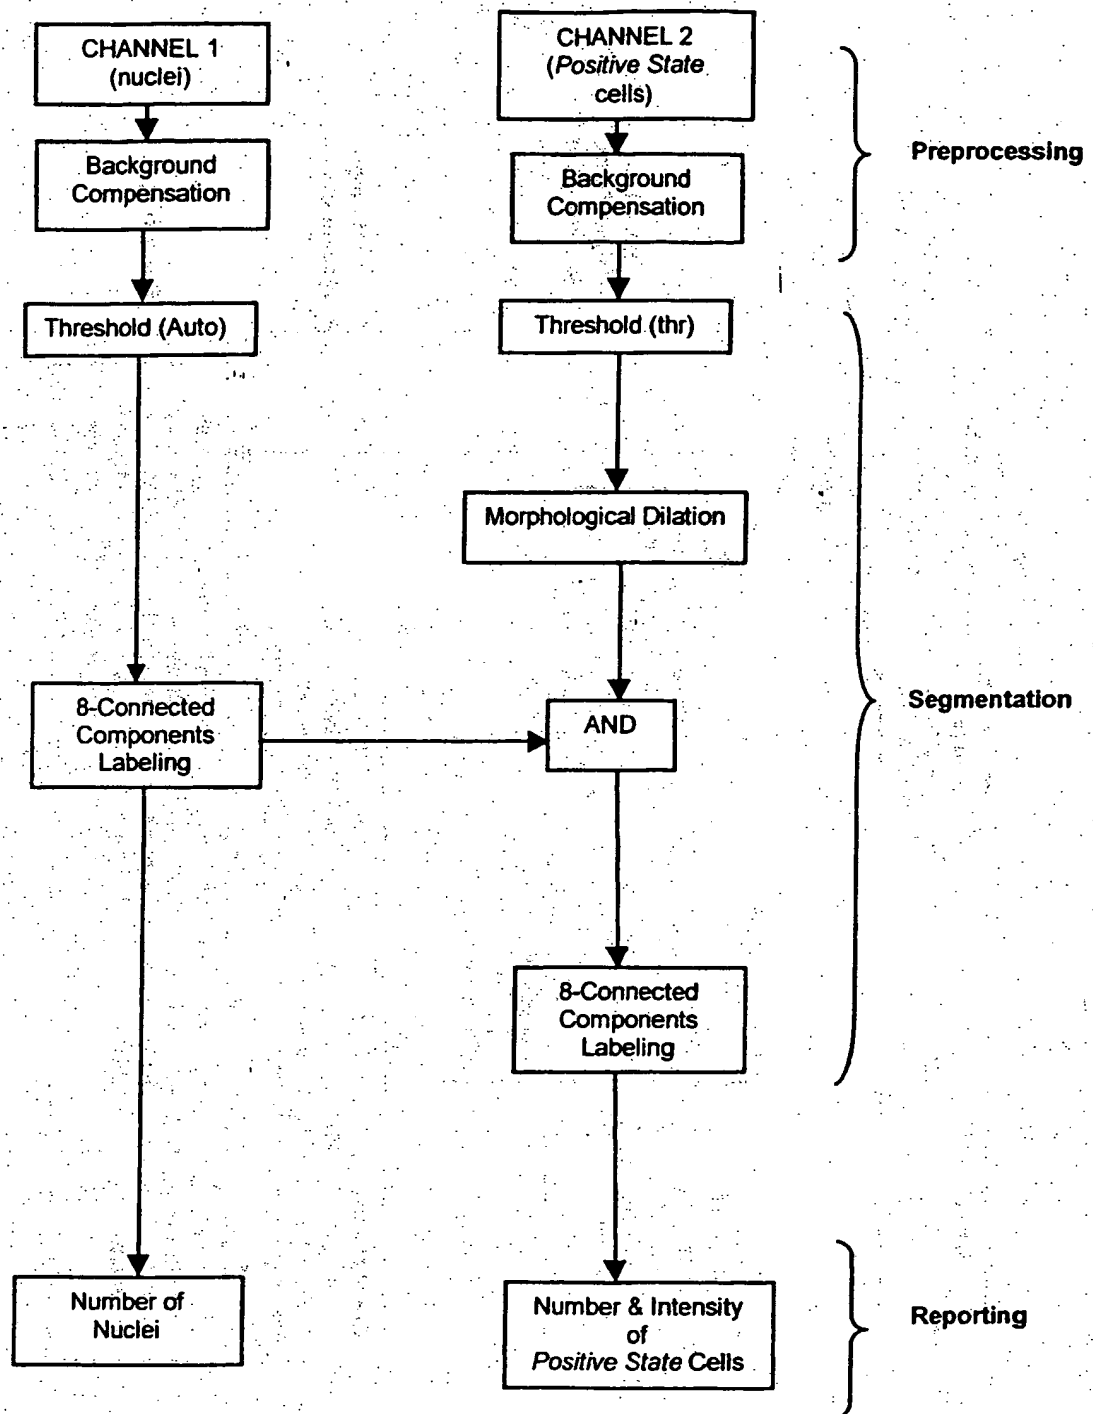 CHANNEL 1
(nuclei)
CHANNEL 2
(Positive State
cells)
Background
Compensation
Background
Compensation
Preprocessing
Threshold (Auto)
Threshold (thr)
Morphological Dilation
8-Connected
Components
Labeling
AND
Segmentation
8-Connected
Components
Labeling
Number of
Nuclei
Number & Intensity
of
Positive State Cells
Reporting